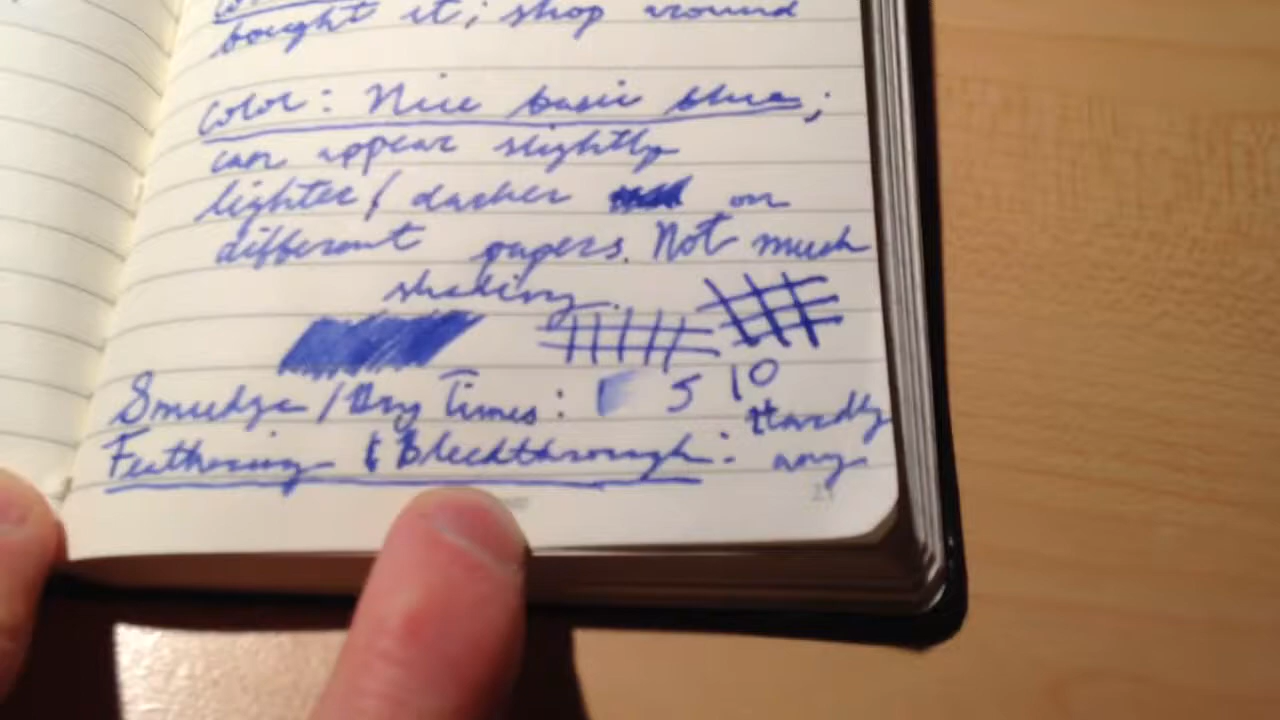 bought it; shop around
Color: Nice basic blue;
can appear slightly
lighter / darker on
different papers. Not much
shading.
Smudge / Dry Times: 5 10
Feathering & Bleedthrough: Hardly
any